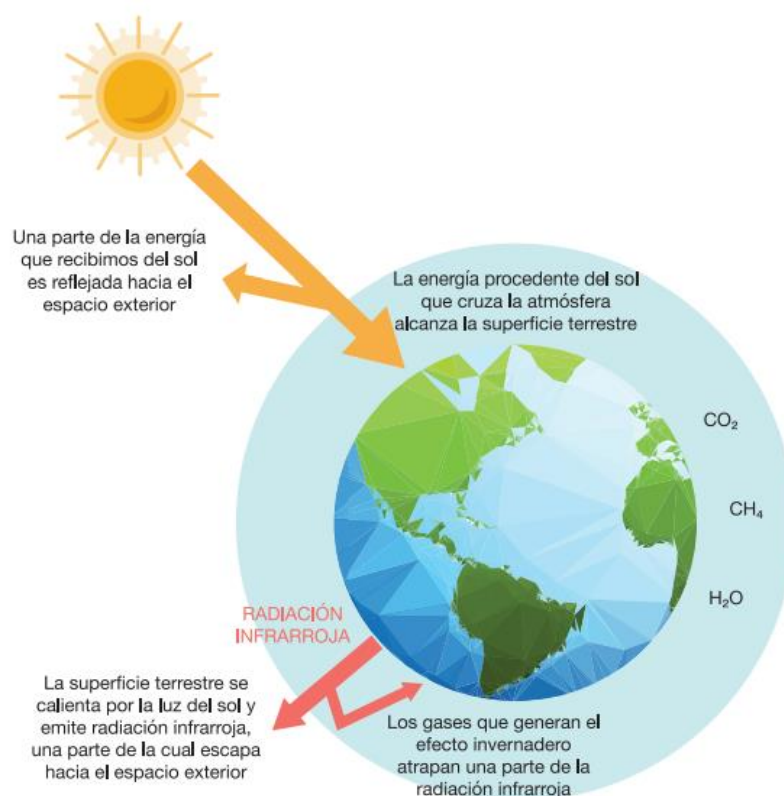 Una parte de la energía
que recibimos del sol
es reflejada hacia el
espacio exterior
La energía procedente del sol
que cruza la atmósfera
alcanza la superficie terrestre
CO₂
CH₄
H₂O
RADIACIÓN
INFRARROJA
La superficie terrestre se
calienta por la luz del sol y
emite radiación infrarroja,
una parte de la cual escapa
hacia el espacio exterior
Los gases que generan el
efecto invernadero
atrapan una parte de la
radiación infrarroja